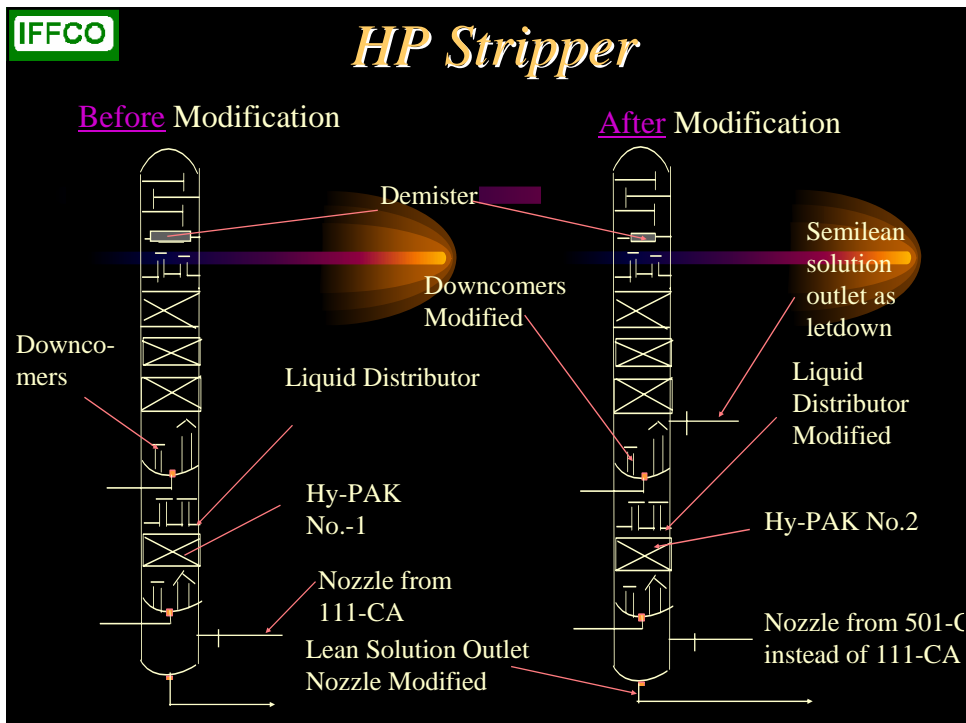 IFFCO
HP Stripper
Before Modification
After Modification
Demister
Semilean
solution
outlet as
letdown
Downcomers
Modified
Downco-
mers
Liquid Distributor
Liquid
Distributor
Modified
Hy-PAK
No.-1
Hy-PAK No.2
Nozzle from
111-CA
Nozzle from 501-C
instead of 111-CA
Lean Solution Outlet
Nozzle Modified